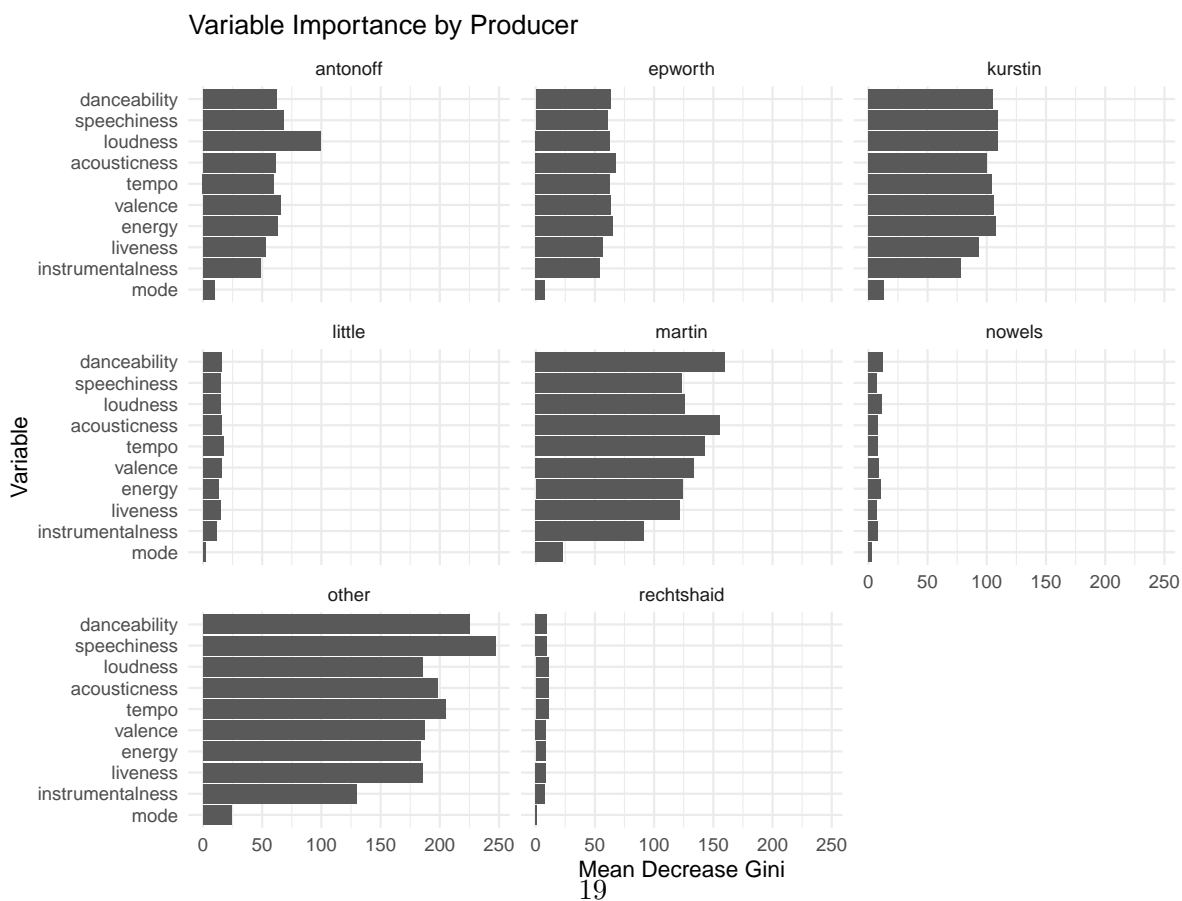 Variable Importance by Producer
antonoff epworth kurstin
danceability
speechiness
loudness
acousticness
tempo
valence
energy
liveness
instrumentalness
mode
little martin nowels
danceability
speechiness
loudness
acousticness
tempo
valence
energy
liveness
instrumentalness
mode
Variable
0 50 100 150 200 250
other rechtshaid
danceability
speechiness
loudness
acousticness
tempo
valence
energy
liveness
instrumentalness
mode
0 50 100 150 200 250 0 50 100 150 200 250
Mean Decrease Gini
19